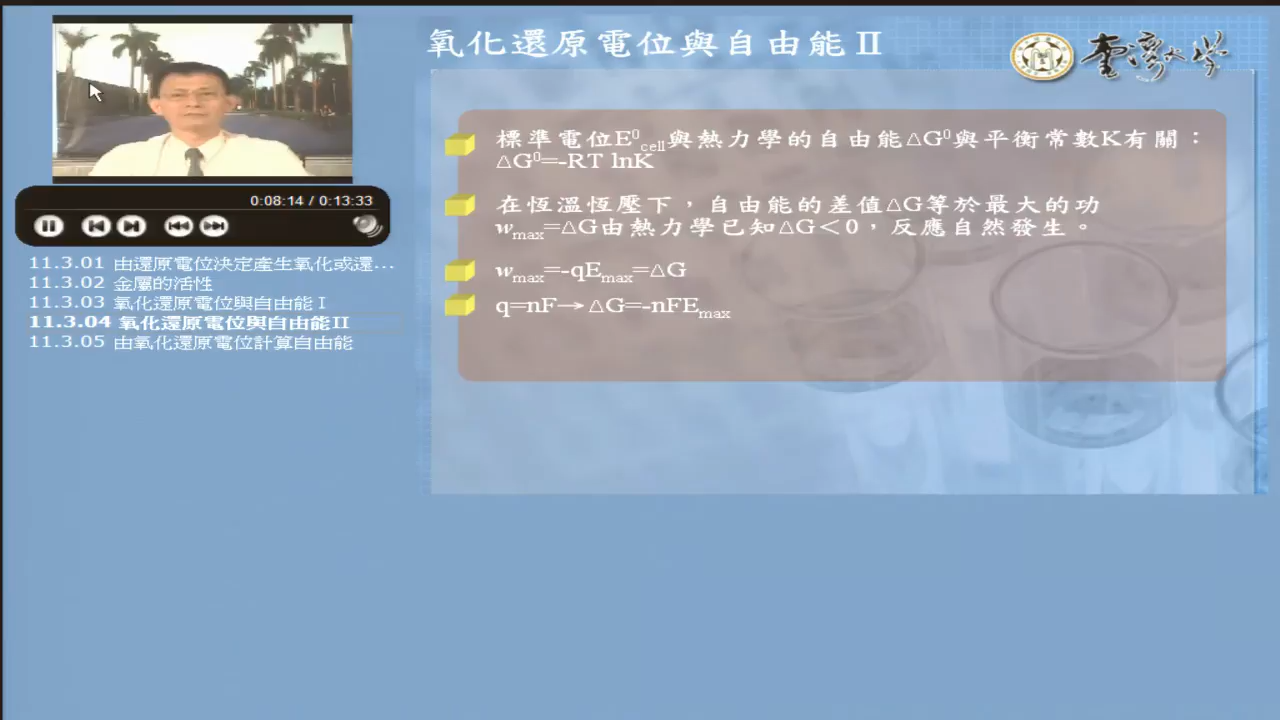 氧化還原電位與自由能Ⅱ
臺灣大學
標準電位E⁰cell與熱力學的自由能△G⁰與平衡常數K有關：
△G⁰=-RT lnK
在恆溫恆壓下，自由能的差值△G等於最大的功
wmax=△G由熱力學已知△G＜0，反應自然發生。
wmax=-qEmax=△G
q=nF→△G=-nFEmax
0:08:14 / 0:13:33
11.3.01 由還原電位決定產生氧化或還...
11.3.02 金屬的活性
11.3.03 氧化還原電位與自由能Ⅰ
11.3.04 氧化還原電位與自由能Ⅱ
11.3.05 由氧化還原電位計算自由能